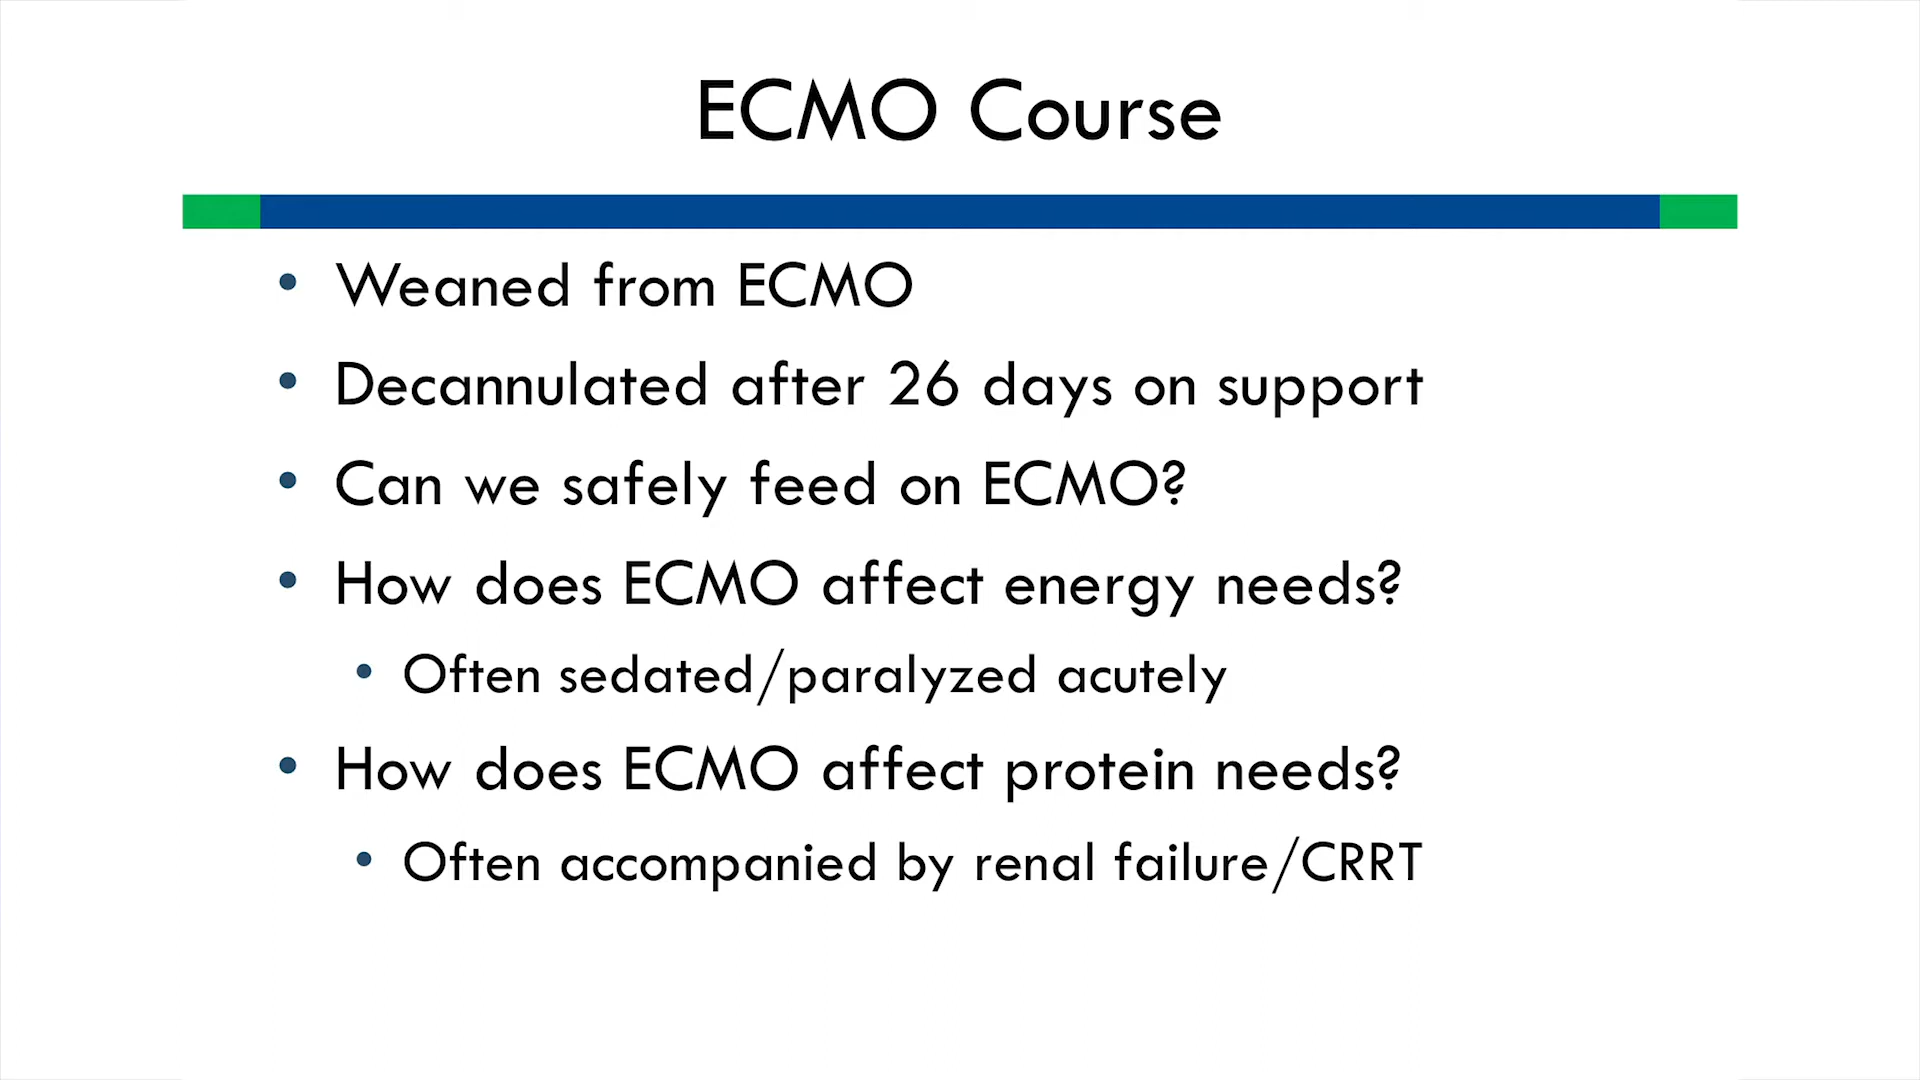 ECMO Course
• Weaned from ECMO
• Decannulated after 26 days on support
• Can we safely feed on ECMO?
• How does ECMO affect energy needs?
• Often sedated/paralyzed acutely
• How does ECMO affect protein needs?
• Often accompanied by renal failure/CRRT